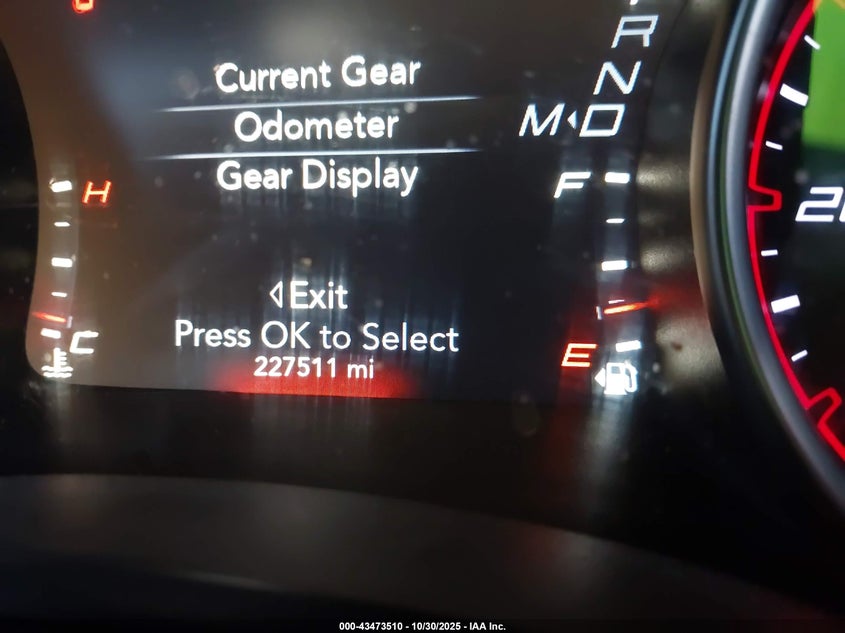 Current Gear
Odometer
Gear Display
R
N
M◂D
H
F
◁Exit
Press OK to Select
C
E
227511 mi
000-43473510 - 10/30/2025 - IAA Inc.